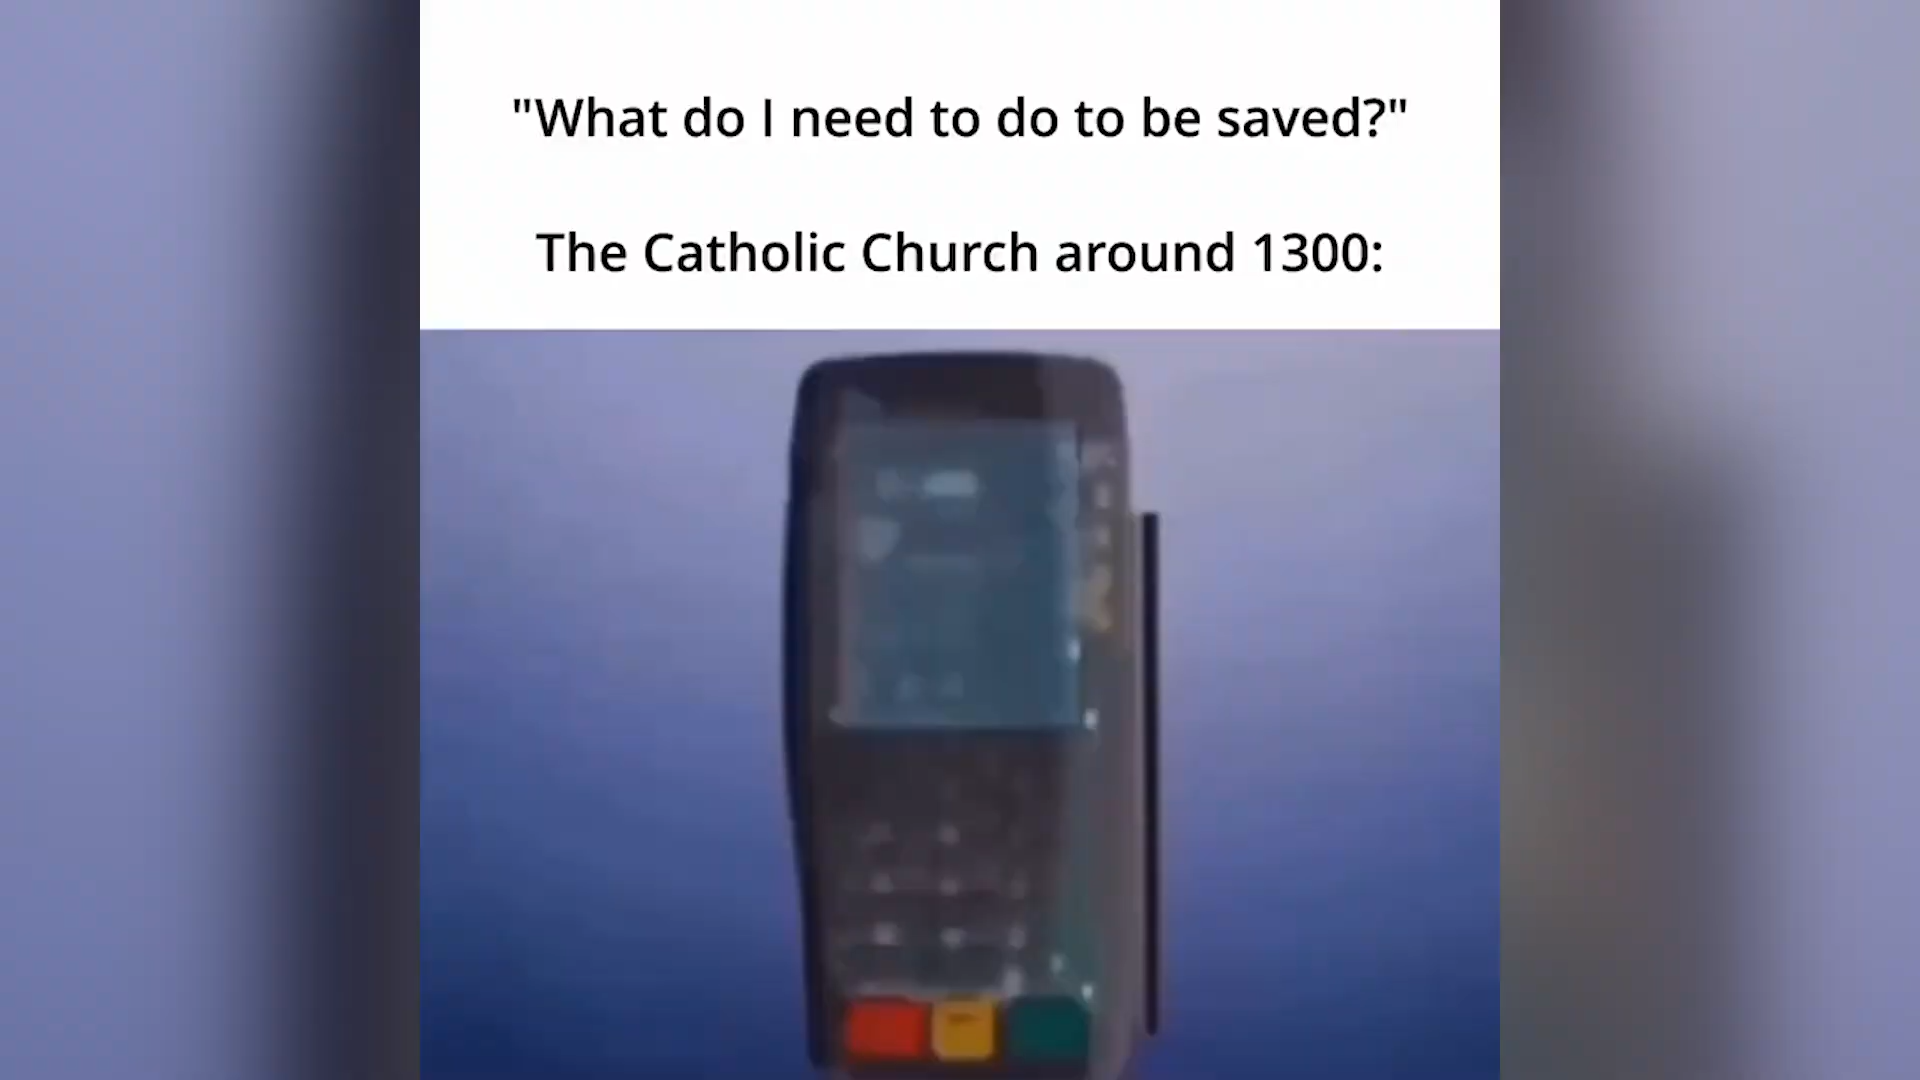 "What do I need to do to be saved?"
The Catholic Church around 1300: